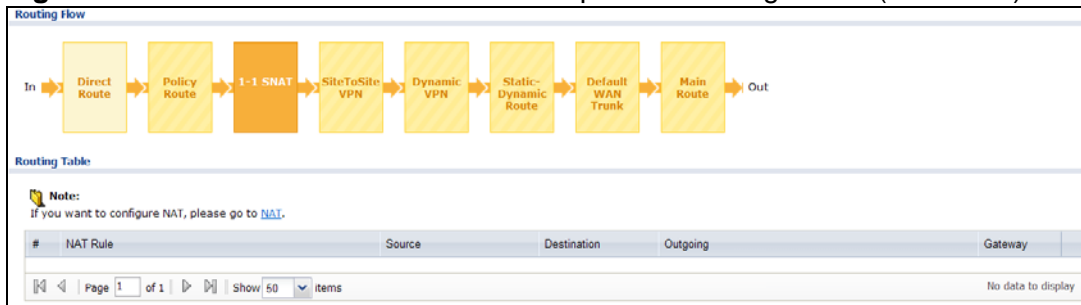 Routing Flow
In
Direct Route
Policy Route
1-1 SNAT
SiteToSite VPN
Dynamic VPN
Static-Dynamic Route
Default WAN Trunk
Main Route
Out
Routing Table
Note:
If you want to configure NAT, please go to NAT.
# NAT Rule Source Destination Outgoing Gateway
Page 1 of 1 Show 50 items No data to display